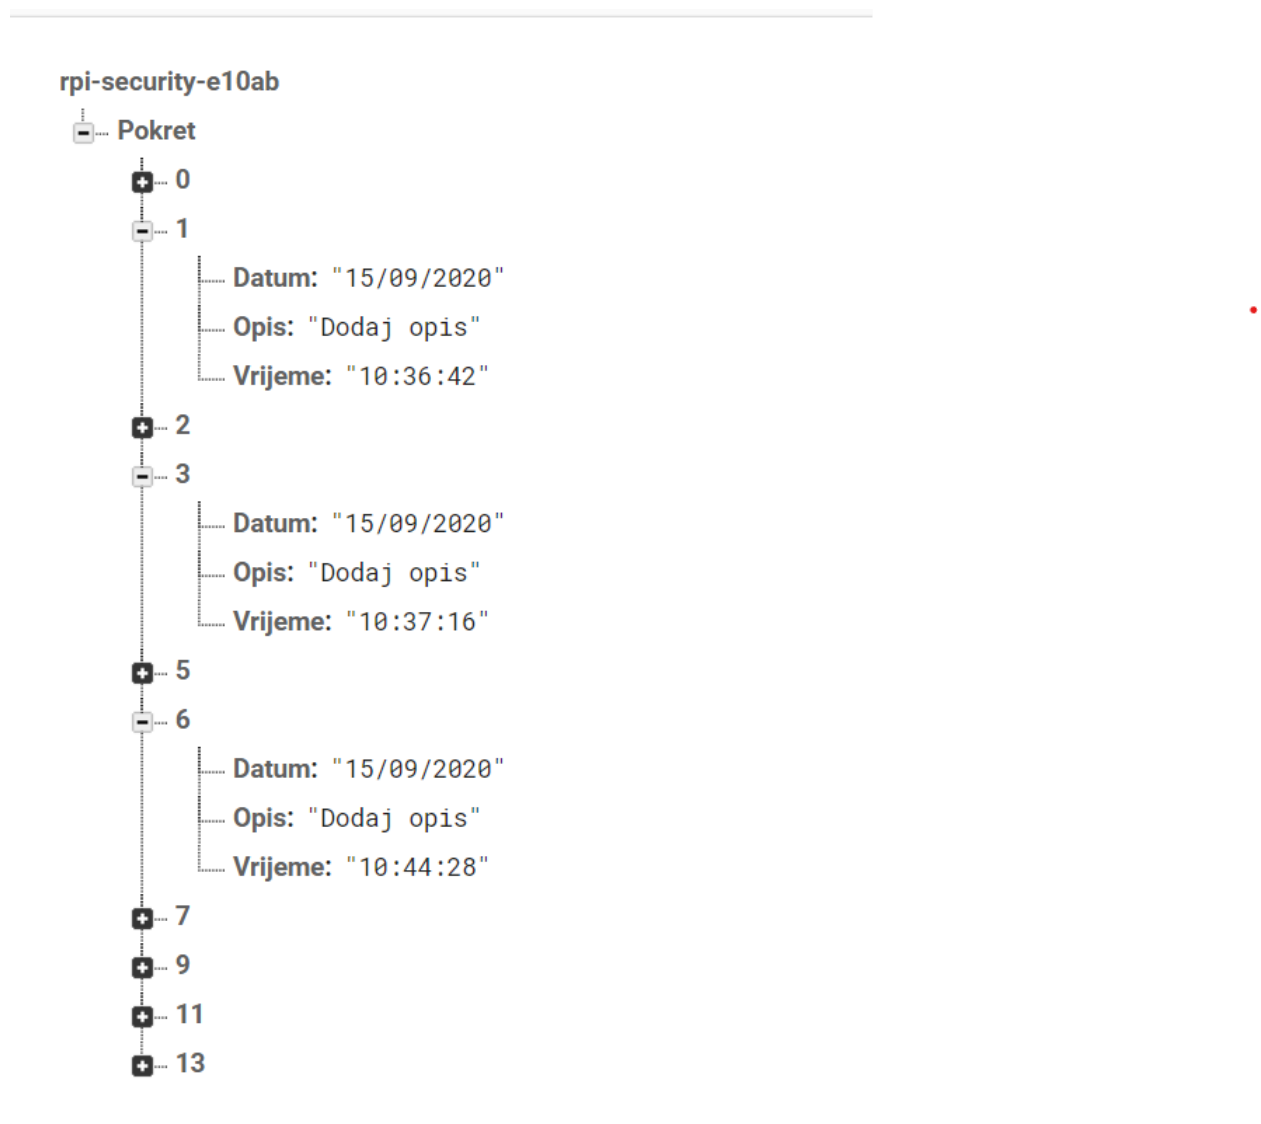 rpi-security-e10ab
Pokret
0
1
Datum: "15/09/2020"
Opis: "Dodaj opis"
Vrijeme: "10:36:42"
2
3
Datum: "15/09/2020"
Opis: "Dodaj opis"
Vrijeme: "10:37:16"
5
6
Datum: "15/09/2020"
Opis: "Dodaj opis"
Vrijeme: "10:44:28"
7
9
11
13